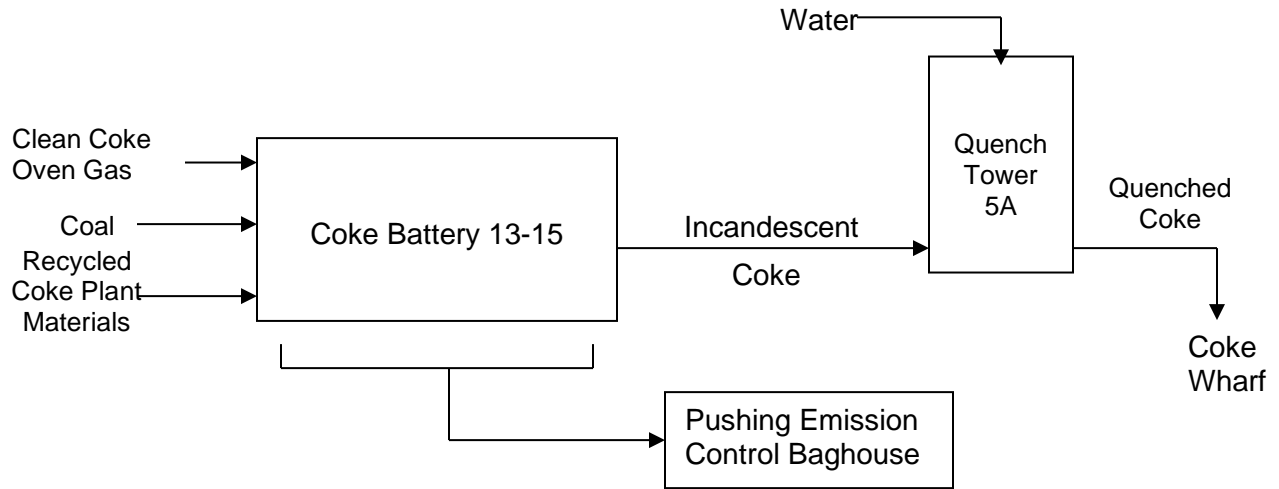 Water
Clean Coke
Oven Gas
Coal
Recycled
Coke Plant
Materials
Coke Battery 13-15
Incandescent
Coke
Quench
Tower
5A
Quenched
Coke
Coke
Wharf
Pushing Emission
Control Baghouse